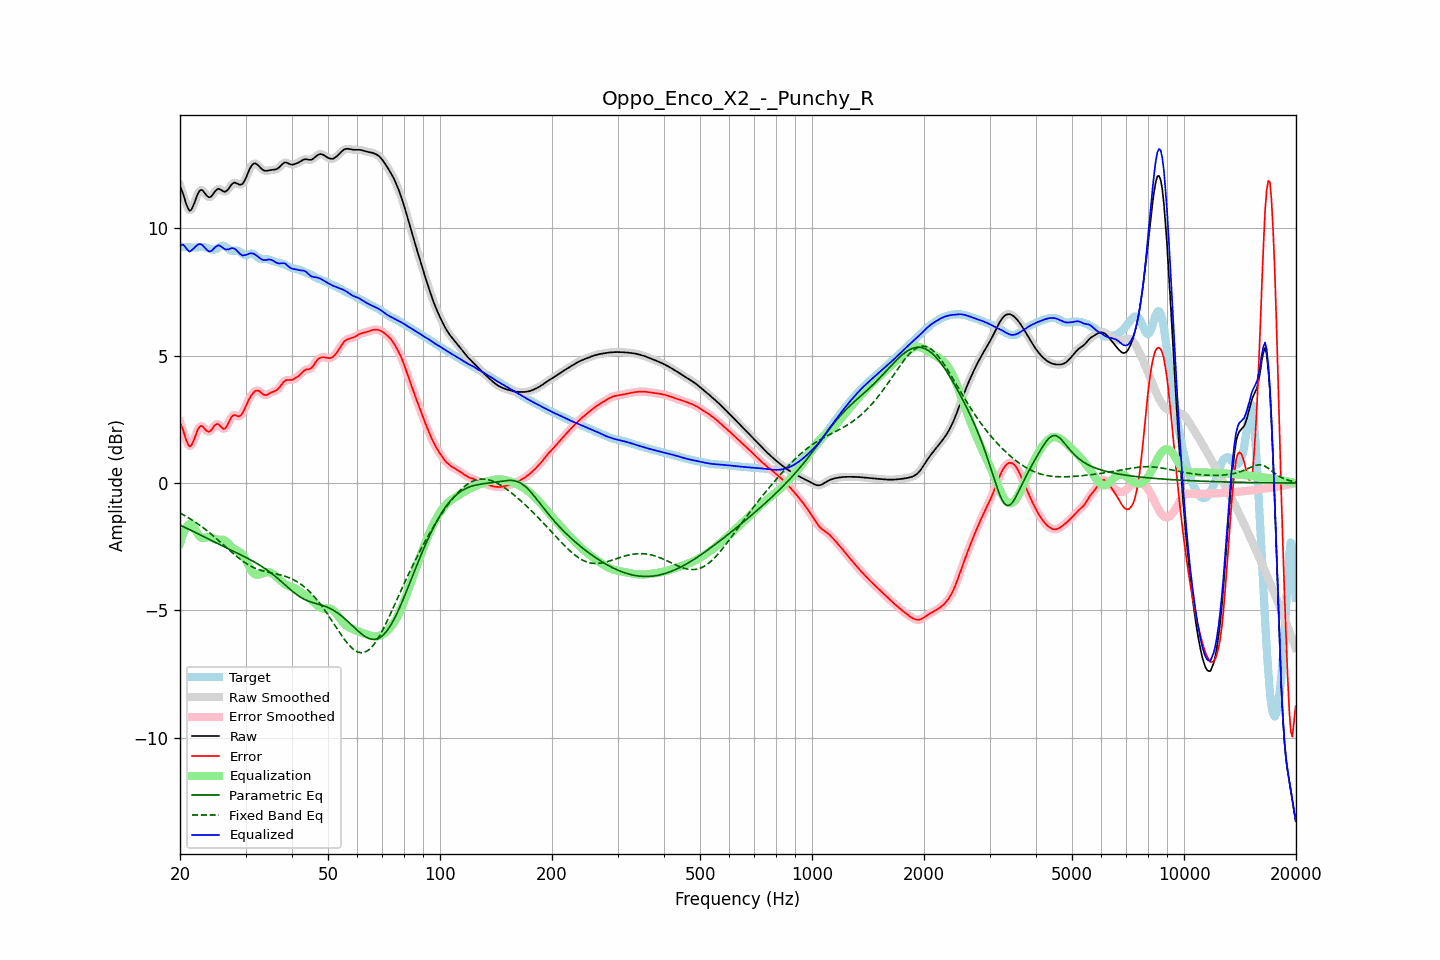 Oppo_Enco_X2_-_Punchy_R
Amplitude (dBr)
10
5
0
−5
−10
Target
Raw Smoothed
Error Smoothed
Raw
Error
Equalization
Parametric Eq
Fixed Band Eq
Equalized
20 50 100 200 500 1000 2000 5000 10000 20000
Frequency (Hz)